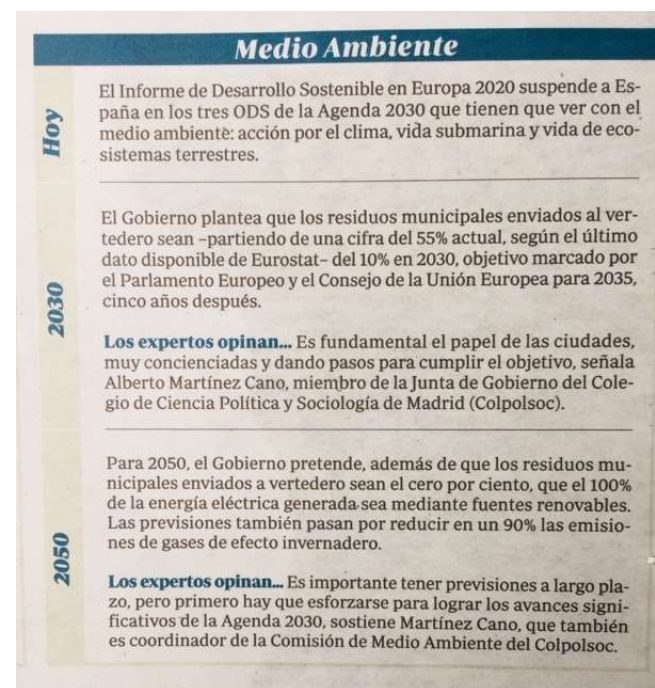 Medio Ambiente
Hoy
El Informe de Desarrollo Sostenible en Europa 2020 suspende a Es-
paña en los tres ODS de la Agenda 2030 que tienen que ver con el
medio ambiente: acción por el clima, vida submarina y vida de eco-
sistemas terrestres.
2030
El Gobierno plantea que los residuos municipales enviados al ver-
tedero sean –partiendo de una cifra del 55% actual, según el último
dato disponible de Eurostat– del 10% en 2030, objetivo marcado por
el Parlamento Europeo y el Consejo de la Unión Europea para 2035,
cinco años después.
Los expertos opinan... Es fundamental el papel de las ciudades,
muy concienciadas y dando pasos para cumplir el objetivo, señala
Alberto Martínez Cano, miembro de la Junta de Gobierno del Cole-
gio de Ciencia Política y Sociología de Madrid (Colpolsoc).
2050
Para 2050, el Gobierno pretende, además de que los residuos mu-
nicipales enviados a vertedero sean el cero por ciento, que el 100%
de la energía eléctrica generada sea mediante fuentes renovables.
Las previsiones también pasan por reducir en un 90% las emisio-
nes de gases de efecto invernadero.
Los expertos opinan... Es importante tener previsiones a largo pla-
zo, pero primero hay que esforzarse para lograr los avances signi-
ficativos de la Agenda 2030, sostiene Martínez Cano, que también
es coordinador de la Comisión de Medio Ambiente del Colpolsoc.